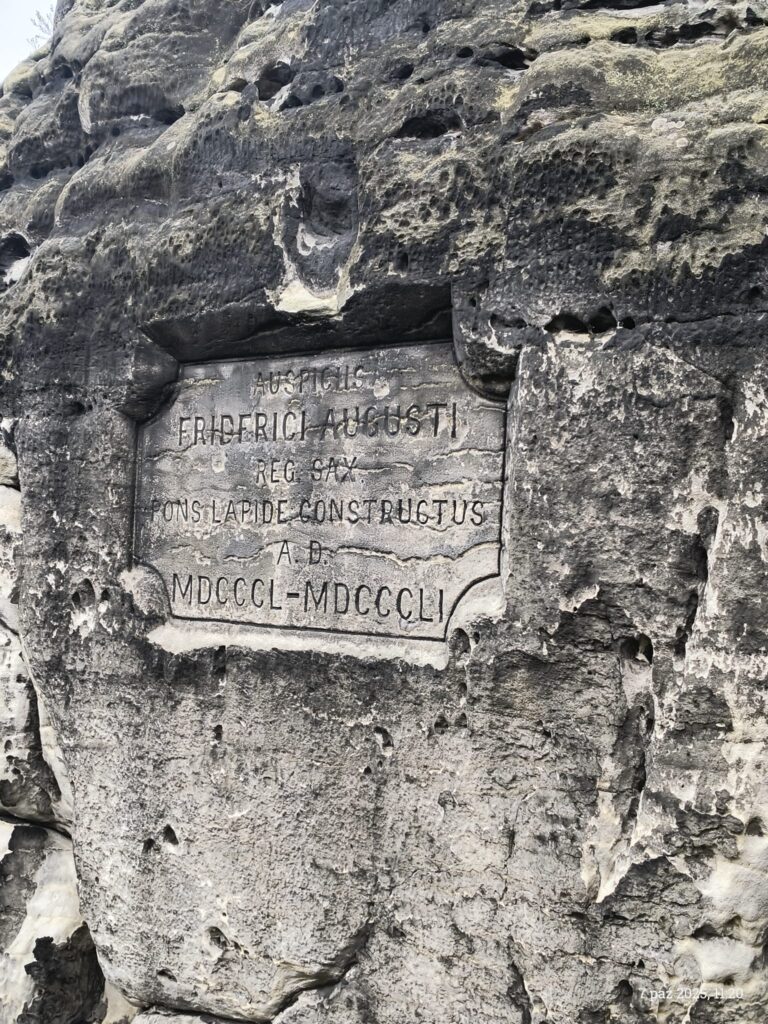 AUSPICIIS
FRIDERICI AUGUSTI
REG. SAX.
PONS LAPIDE CONSTRUCTUS
A. D.
MDCCCL-MDCCCLI
7 paź 2025, 11:20